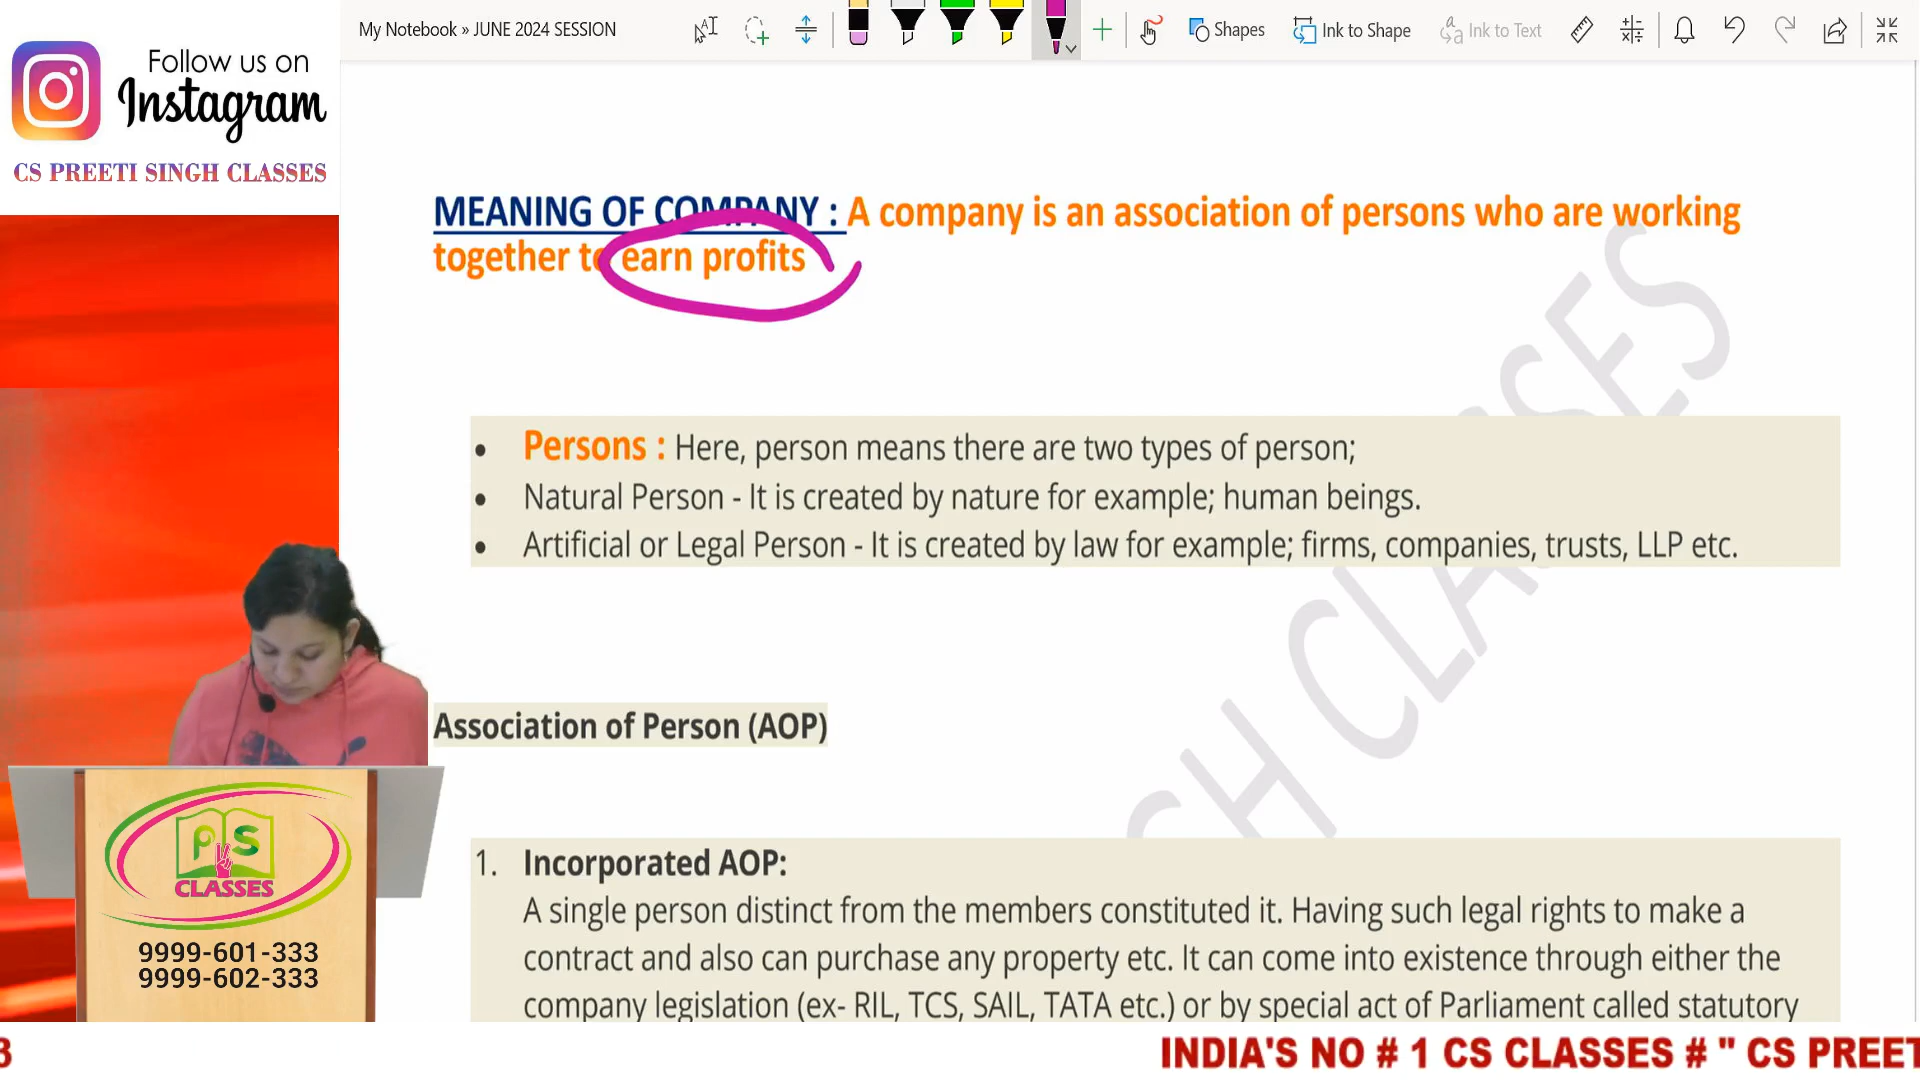 My Notebook » JUNE 2024 SESSION
Shapes
Ink to Shape
Ink to Text
Follow us on
Instagram
CS PREETI SINGH CLASSES
MEANING OF COMPANY : A company is an association of persons who are working
together to earn profits
• Persons : Here, person means there are two types of person;
• Natural Person - It is created by nature for example; human beings.
• Artificial or Legal Person - It is created by law for example; firms, companies, trusts, LLP etc.
Association of Person (AOP)
1. Incorporated AOP:
A single person distinct from the members constituted it. Having such legal rights to make a
contract and also can purchase any property etc. It can come into existence through either the
company legislation (ex- RIL, TCS, SAIL, TATA etc.) or by special act of Parliament called statutory
SH CLASSES
PS
CLASSES
9999-601-333
9999-602-333
3
INDIA'S NO # 1 CS CLASSES # " CS PREET